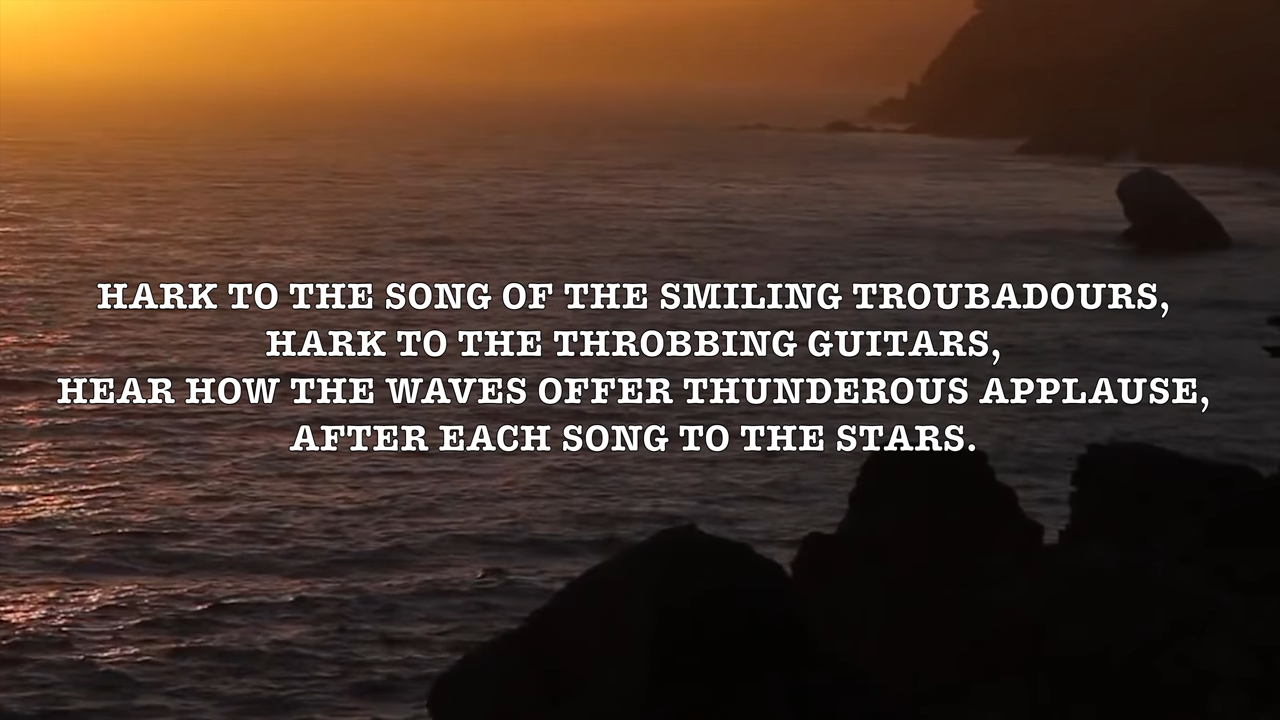 HARK TO THE SONG OF THE SMILING TROUBADOURS,
HARK TO THE THROBBING GUITARS,
HEAR HOW THE WAVES OFFER THUNDEROUS APPLAUSE,
AFTER EACH SONG TO THE STARS.